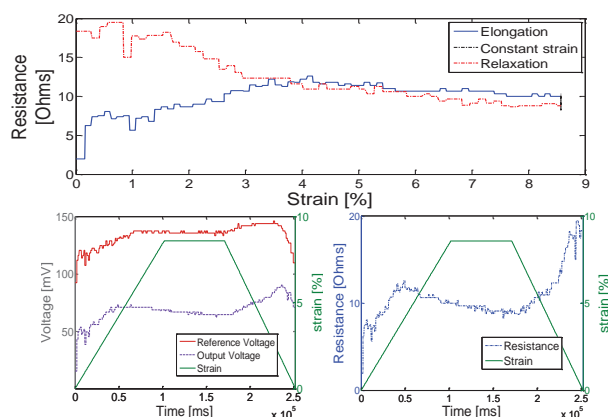 20
15
10
5
0
Resistance
[Ohms]
Elongation
Constant strain
Relaxation
0 1 2 3 4 5 6 7 8 9
Strain [%]
150
100
50
Voltage [mV]
10
5
0
strain [%]
Reference Voltage
Output Voltage
Strain
0 0.5 1 1.5 2 2.5
Time [ms]
x 10^5
20
10
0
Resistance [Ohms]
10
5
0
strain [%]
Resistance
Strain
0 0.5 1 1.5 2 2.5
Time [ms]
x 10^5